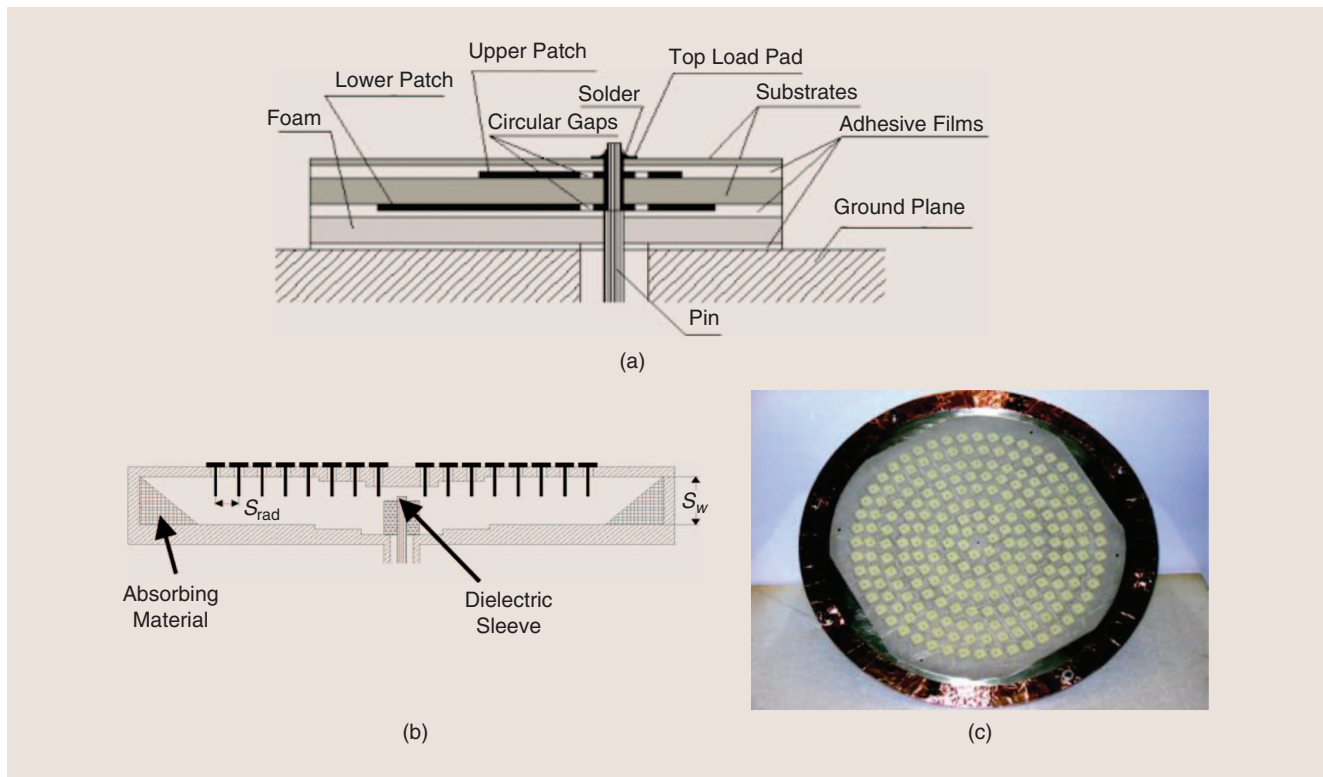 Upper Patch
Top Load Pad
Lower Patch
Solder
Substrates
Foam
Circular Gaps
Adhesive Films
Ground Plane
Pin
(a)
S_rad
S_w
Absorbing
Material
Dielectric
Sleeve
(b)
(c)